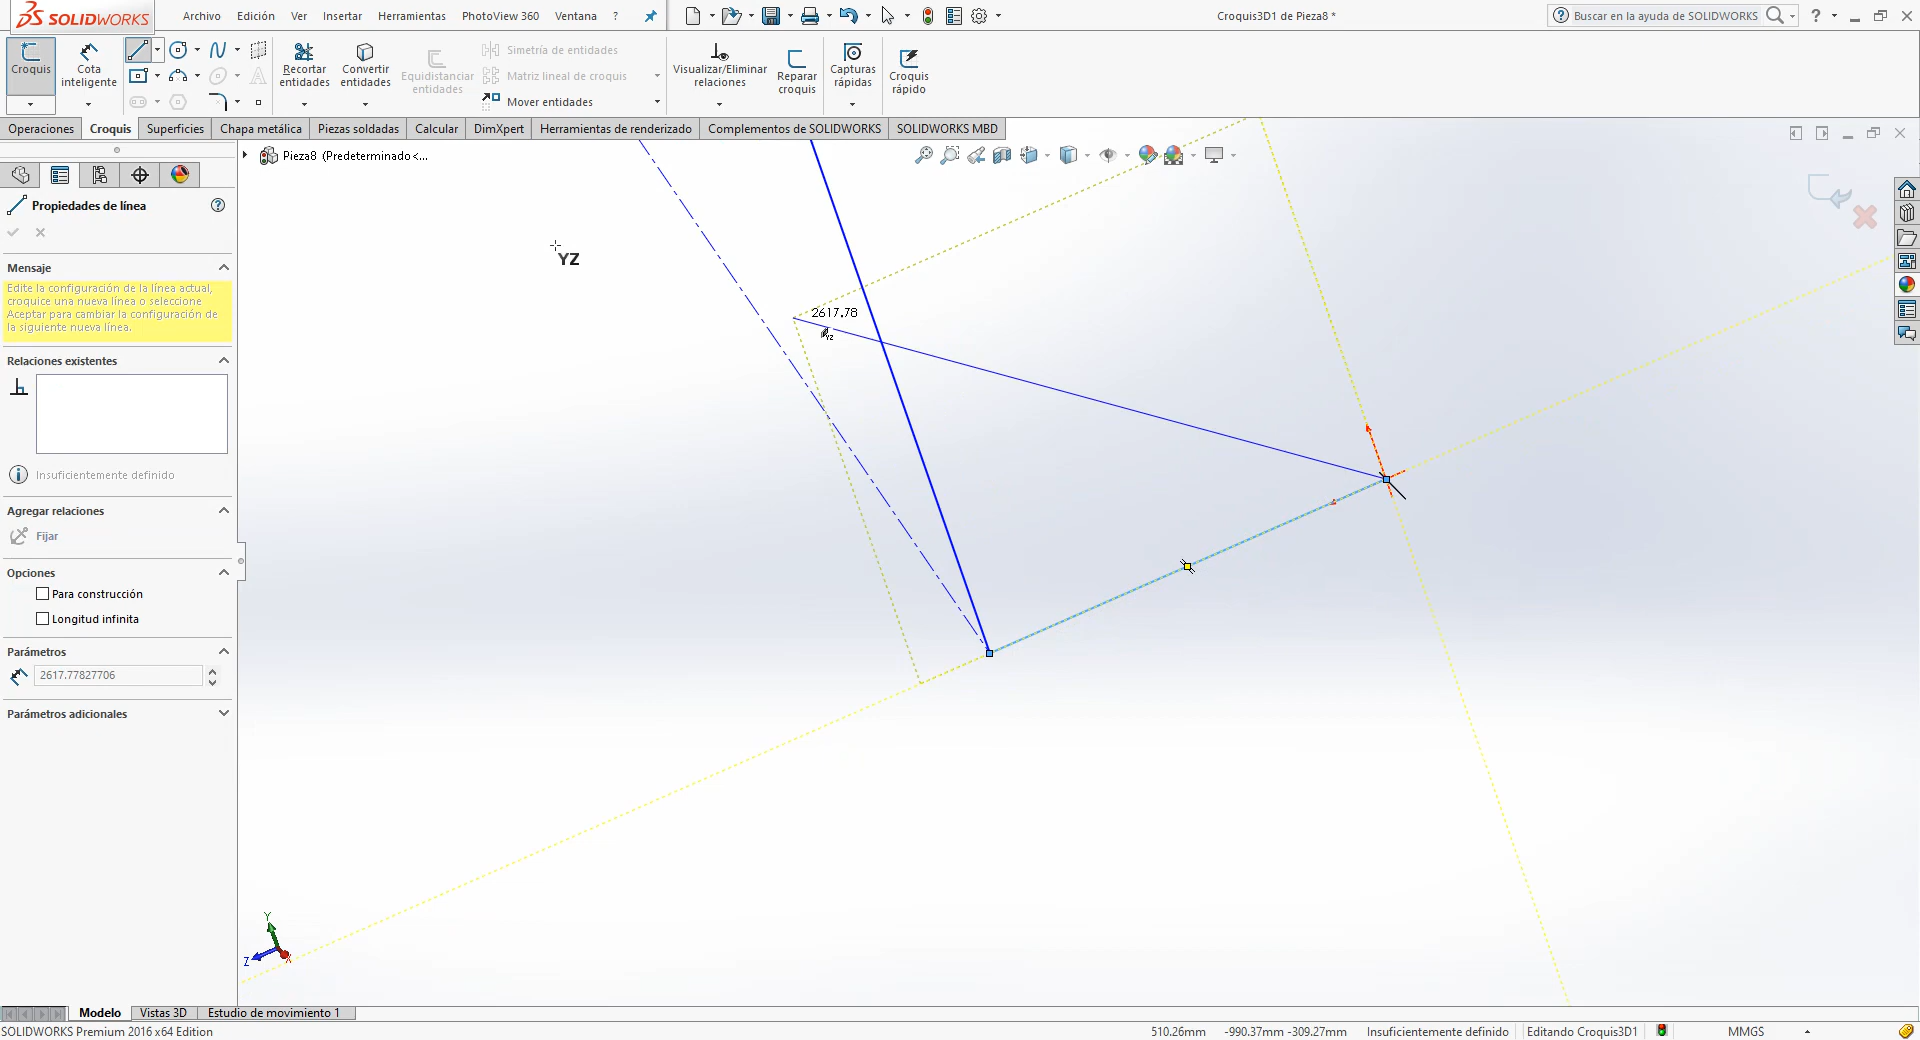 SOLIDWORKS
Archivo Edición Ver Insertar Herramientas PhotoView 360 Ventana ?
Croquis3D1 de Pieza8 *
Buscar en la ayuda de SOLIDWORKS
?
Croquis
Cota inteligente
Recortar entidades
Convertir entidades
Equidistanciar entidades
Simetría de entidades
Matriz lineal de croquis
Mover entidades
Visualizar/Eliminar relaciones
Reparar croquis
Capturas rápidas
Croquis rápido
Operaciones Croquis Superficies Chapa metálica Piezas soldadas Calcular DimXpert Herramientas de renderizado Complementos de SOLIDWORKS SOLIDWORKS MBD
Pieza8 (Predeterminado<...
Propiedades de línea
?
Mensaje
Edite la configuración de la línea actual,
croquice una nueva línea o seleccione
Aceptar para cambiar la configuración de
la siguiente nueva línea.
Relaciones existentes
Insuficientemente definido
Agregar relaciones
Fijar
Opciones
Para construcción
Longitud infinita
Parámetros
2617.77827706
Parámetros adicionales
YZ
2617.78
YZ
Y
Z
X
Modelo Vistas 3D Estudio de movimiento 1
SOLIDWORKS Premium 2016 x64 Edition
510.26mm -990.37mm -309.27mm Insuficientemente definido Editando Croquis3D1 MMGS